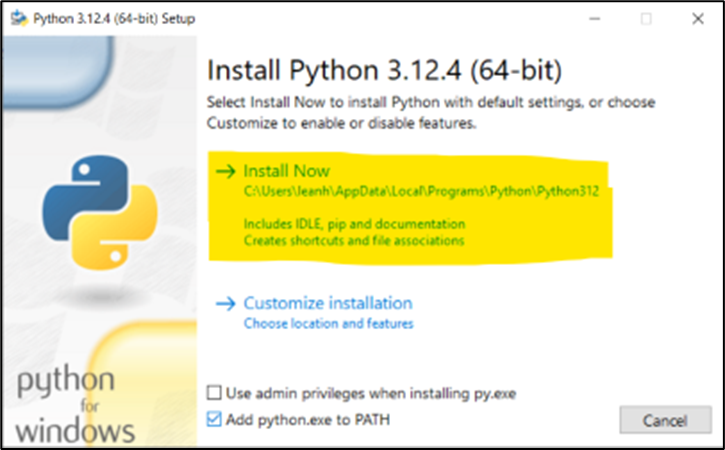 Python 3.12.4 (64-bit) Setup
Install Python 3.12.4 (64-bit)
Select Install Now to install Python with default settings, or choose
Customize to enable or disable features.
Install Now
C:\Users\leanh\AppData\Local\Programs\Python\Python312
Includes IDLE, pip and documentation
Creates shortcuts and file associations
Customize installation
Choose location and features
python
for
windows
Use admin privileges when installing py.exe
Add python.exe to PATH
Cancel